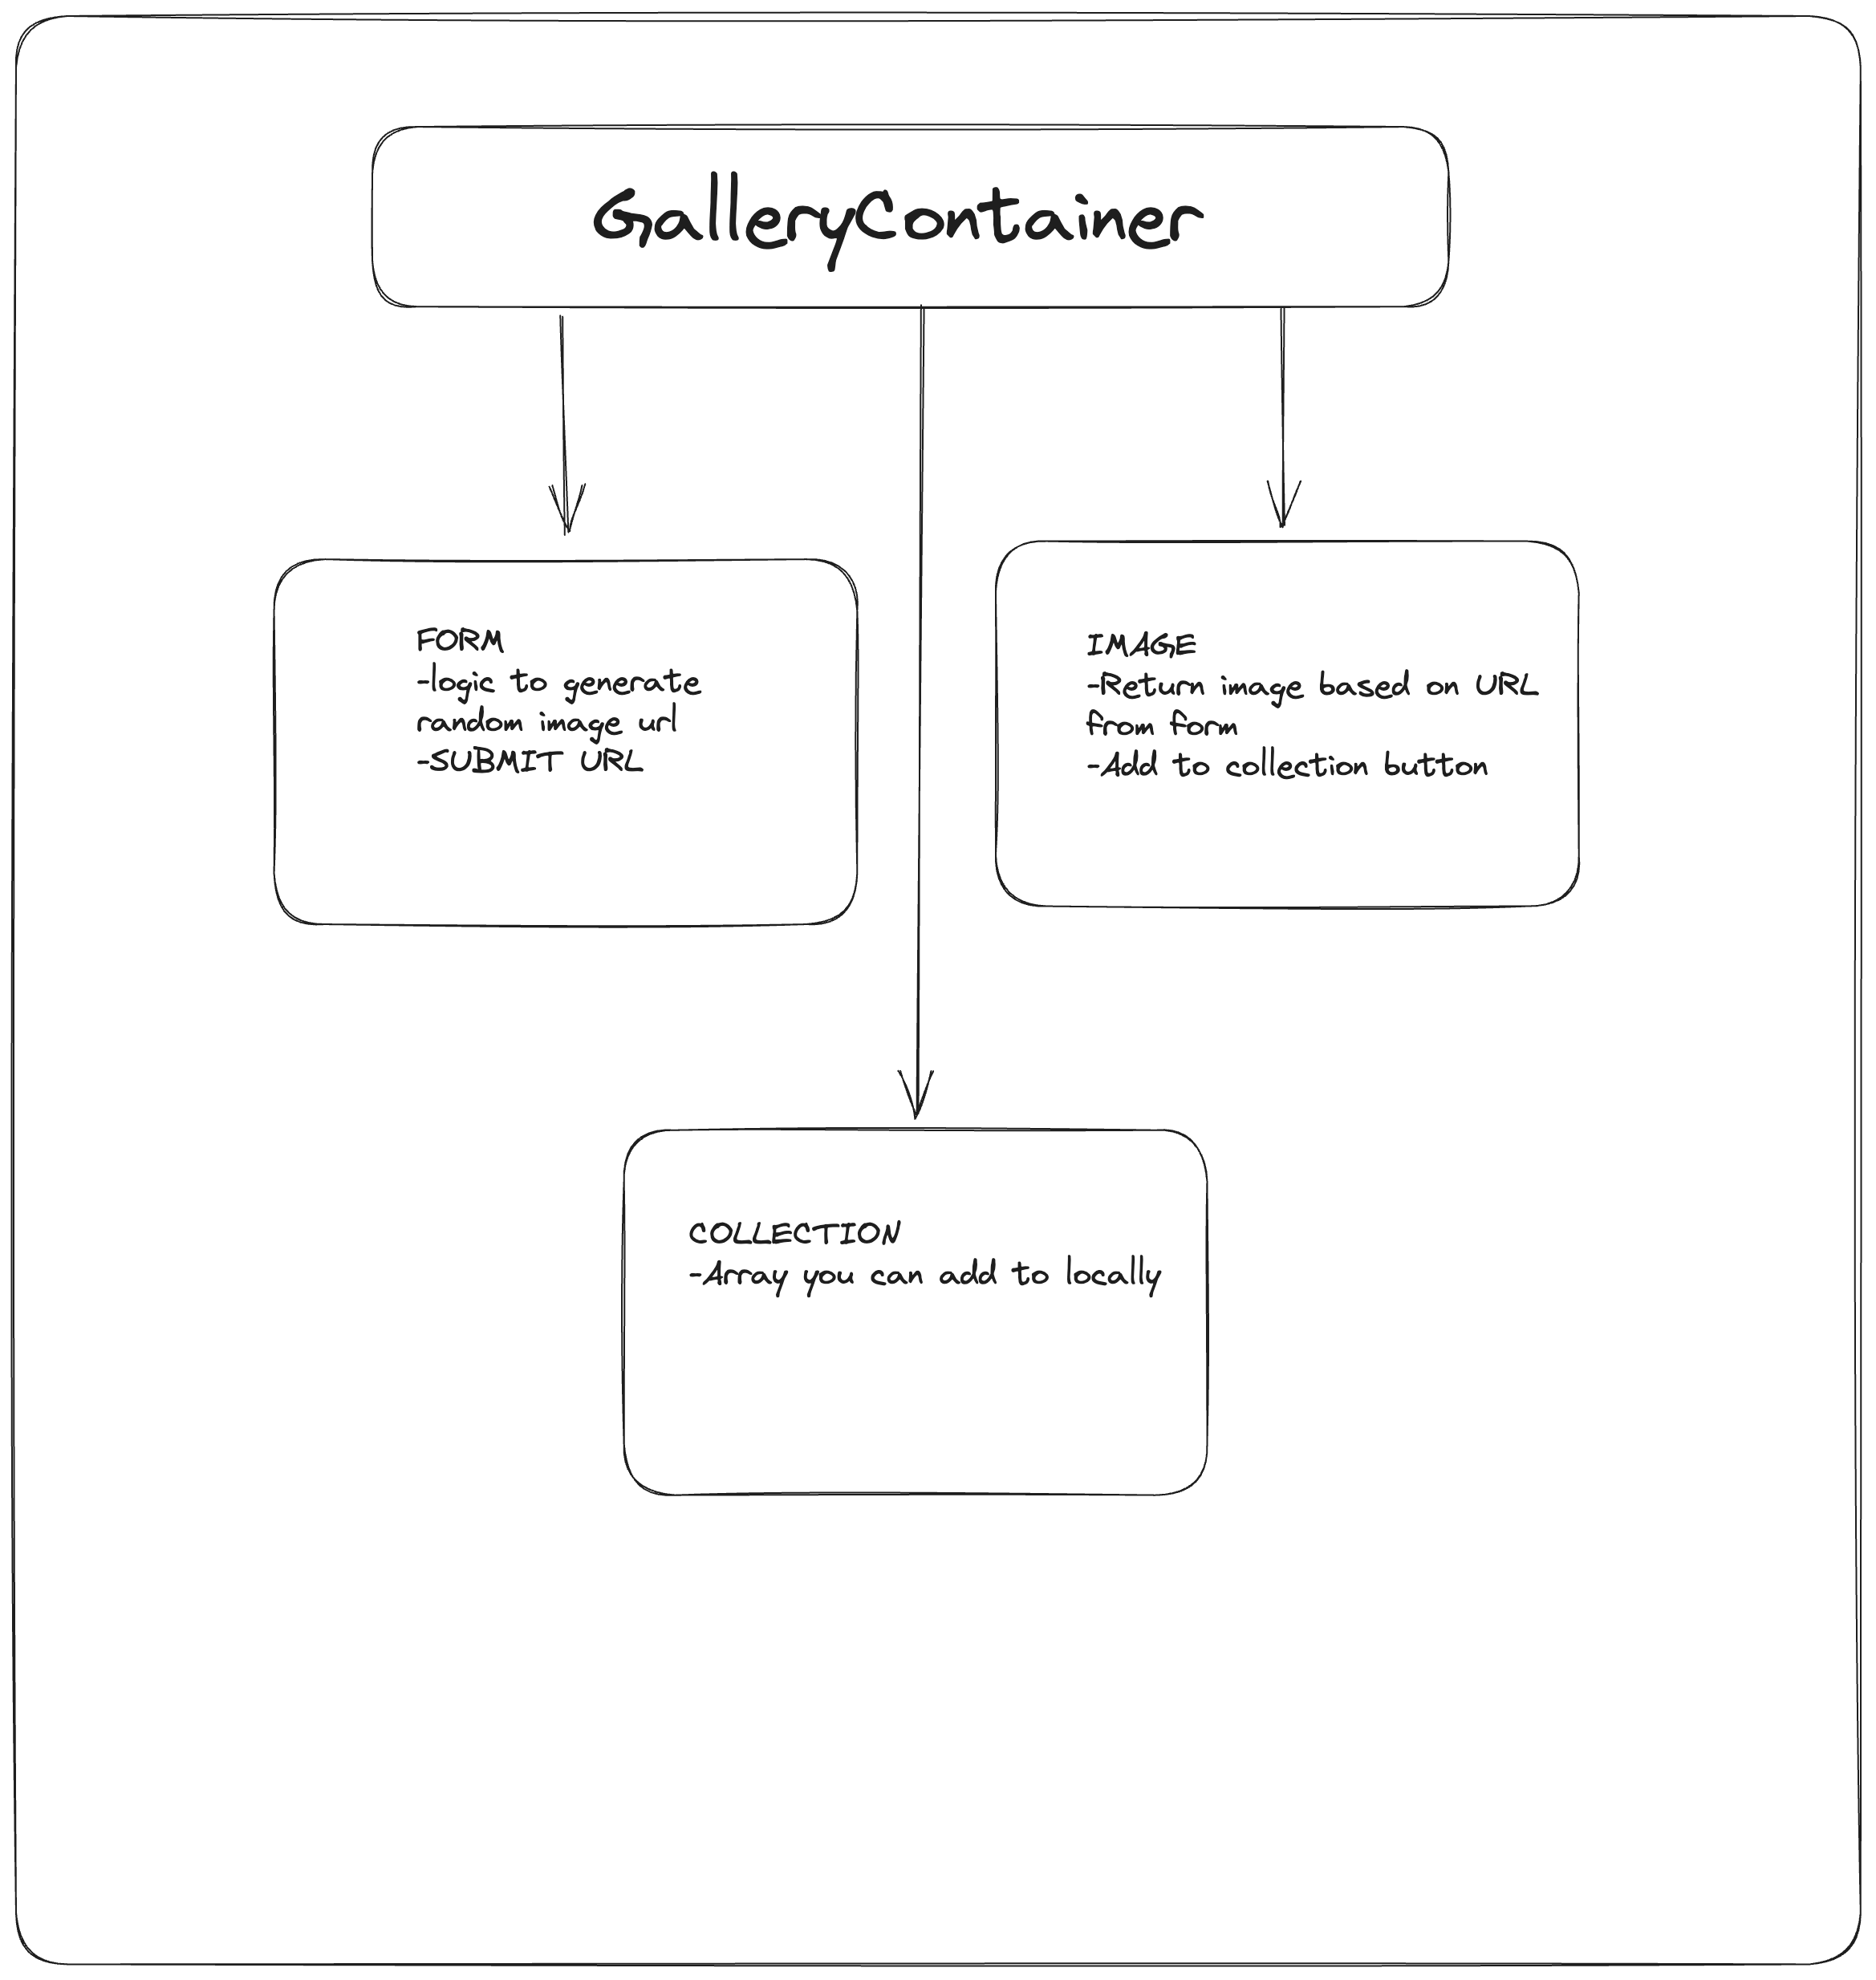 GalleryContainer
FORM
-logic to generate
random image url
-SUBMIT URL
IMAGE
-Return image based on URL
from form
-Add to collection button
COLLECTION
-Array you can add to locally